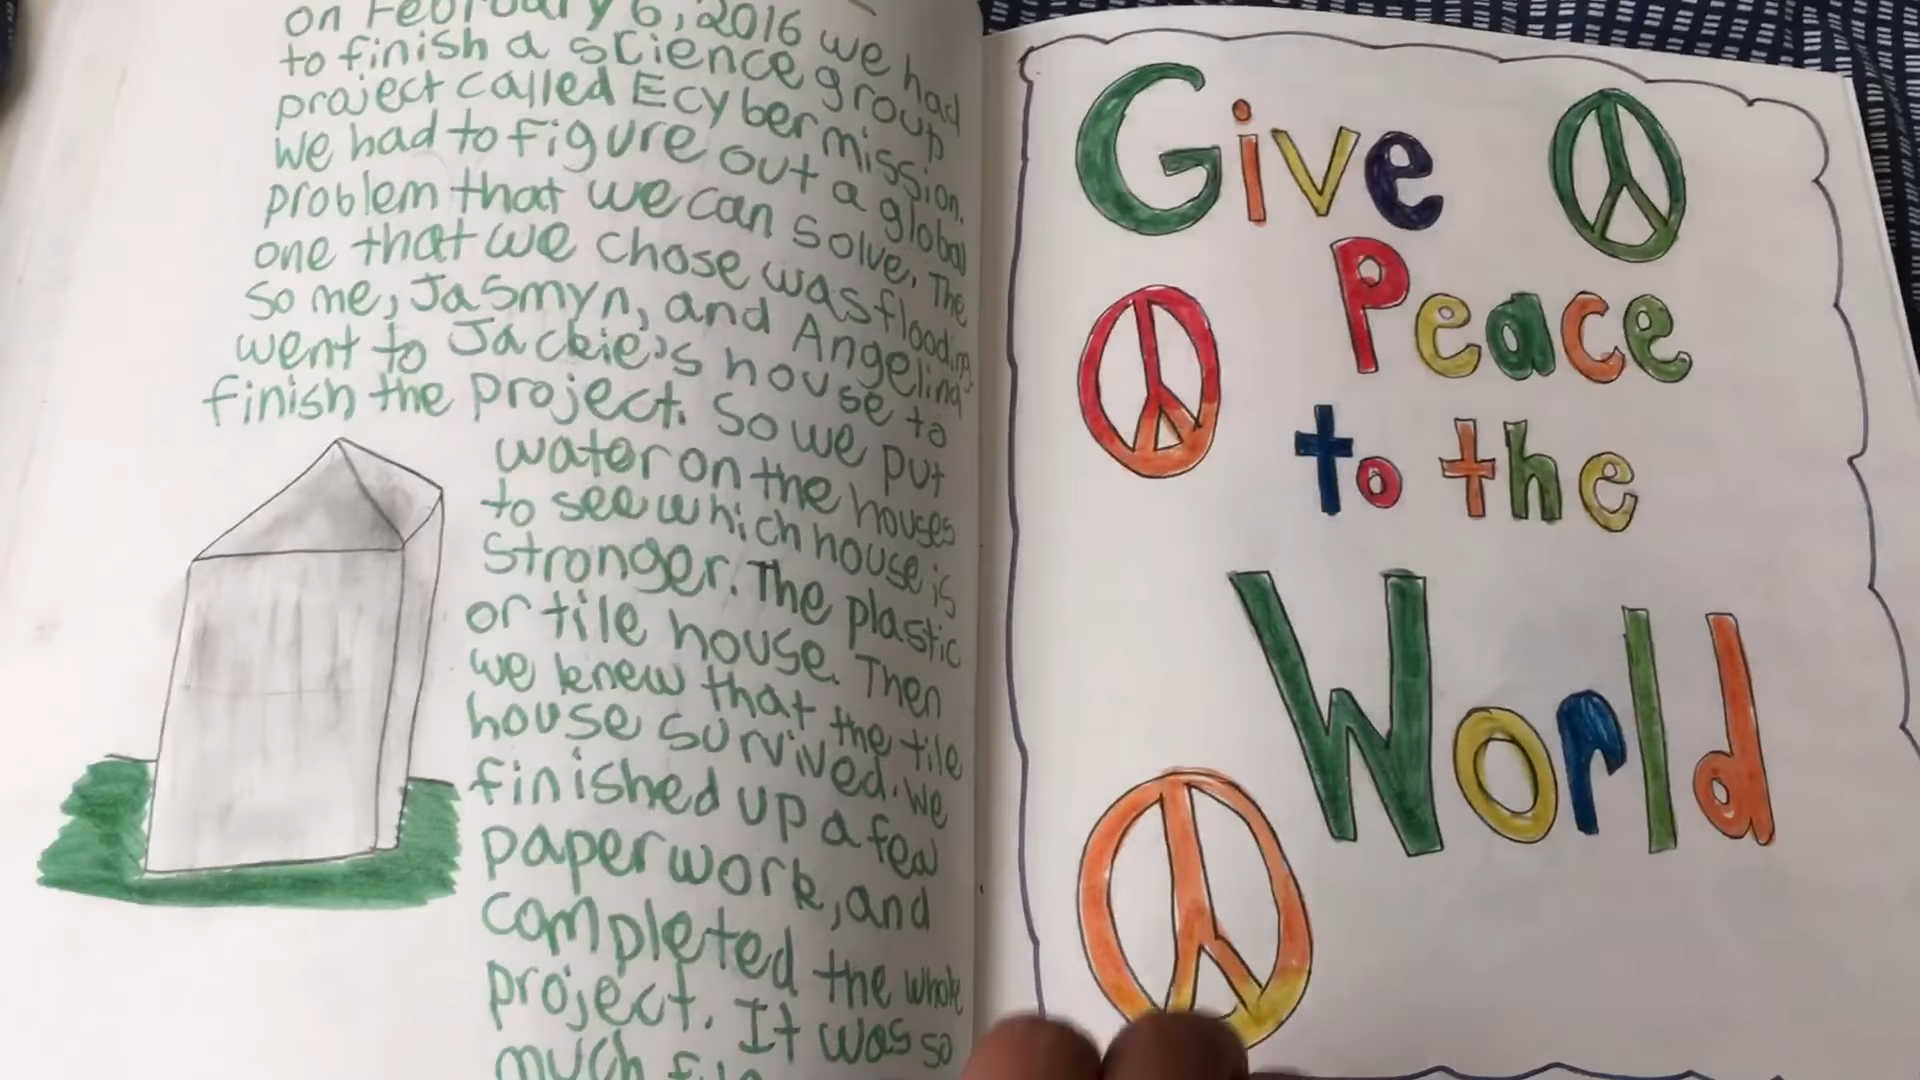 on February 6, 2016 we had
to finish a science group
project called Ecybermission.
We had to figure out a global
problem that we can solve. The
one that we chose was flooding.
So me, Jasmyn, and Angelina
went to Jackie's house to
finish the project. So we put
water on the houses
to see which house is
stronger. The plastic
or tile house. Then
we knew that the tile
house survived. We
finished up a few
paperwork, and
completed the whole
project. It was so
much
Give
Peace
to the
World